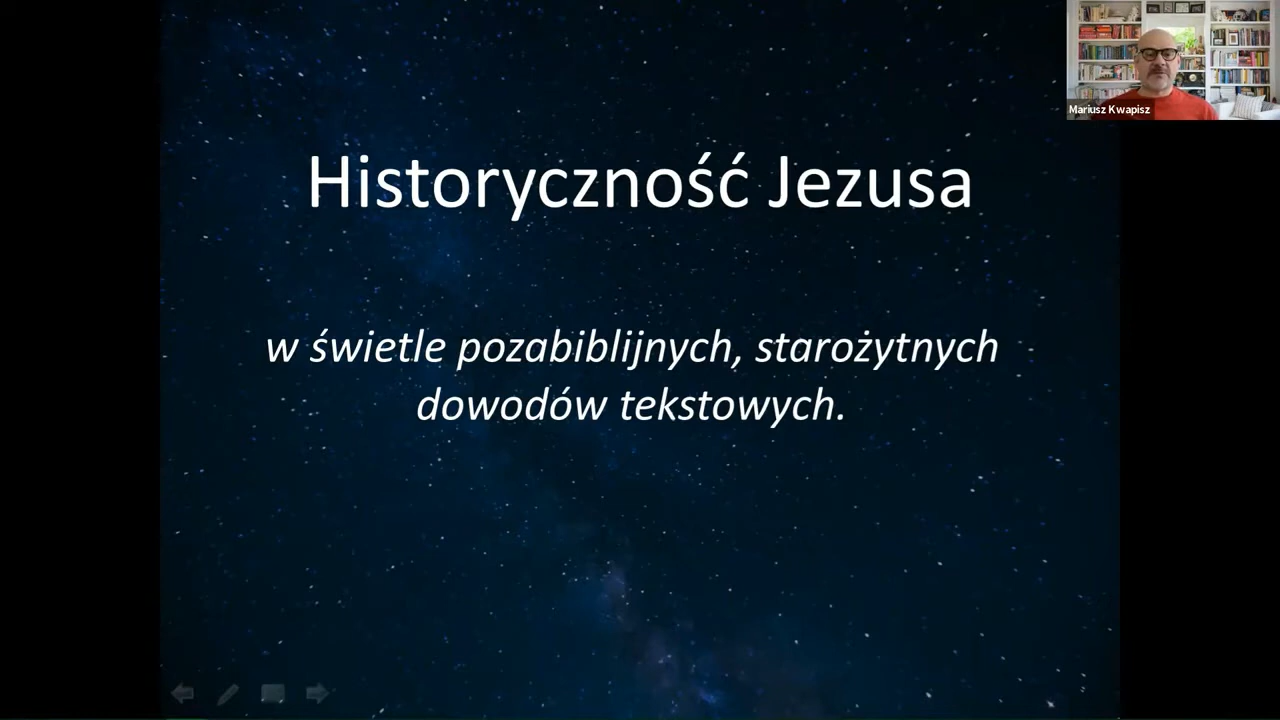 Historyczność Jezusa
w świetle pozabiblijnych, starożytnych
dowodów tekstowych.
Mariusz Kwapisz